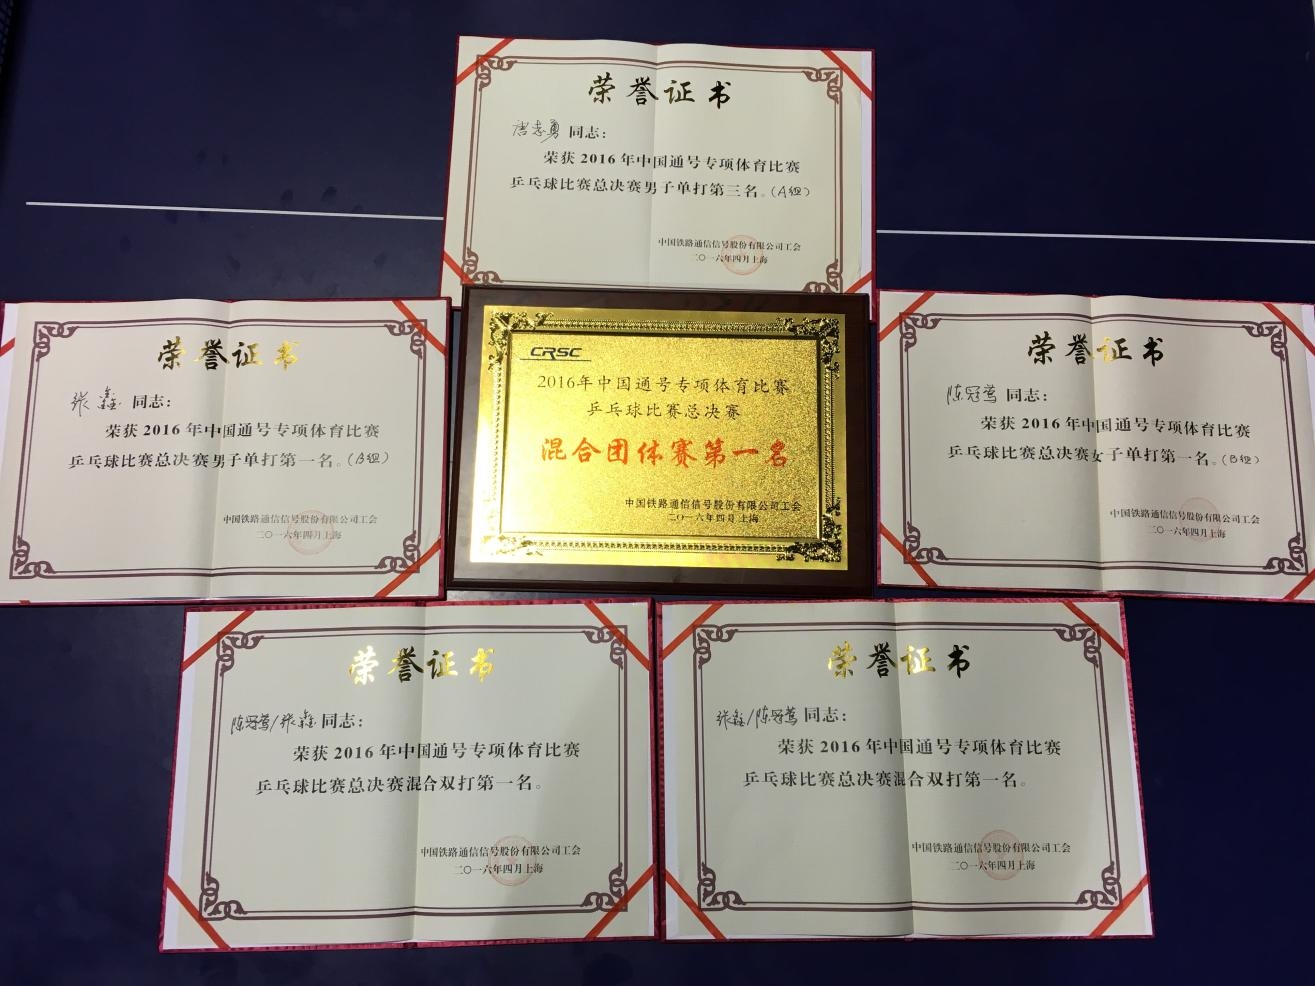 荣誉证书
唐志勇 同志：
荣获2016年中国通号专项体育比赛
乒乓球比赛总决赛男子单打第三名。（A组）
中国铁路通信信号股份有限公司工会
二〇一六年四月上海
荣誉证书
张鑫 同志：
荣获2016年中国通号专项体育比赛
乒乓球比赛总决赛男子单打第一名。（B组）
中国铁路通信信号股份有限公司工会
二〇一六年四月上海
CRSC
2016年中国通号专项体育比赛
乒乓球比赛总决赛
混合团体赛第一名
中国铁路通信信号股份有限公司工会
二〇一六年四月上海
荣誉证书
陈冠莺 同志：
荣获2016年中国通号专项体育比赛
乒乓球比赛总决赛女子单打第一名。（B组）
中国铁路通信信号股份有限公司工会
二〇一六年四月上海
荣誉证书
陈冠莺/张鑫 同志：
荣获2016年中国通号专项体育比赛
乒乓球比赛总决赛混合双打第一名。
中国铁路通信信号股份有限公司工会
二〇一六年四月上海
荣誉证书
张鑫/陈冠莺 同志：
荣获2016年中国通号专项体育比赛
乒乓球比赛总决赛混合双打第一名。
中国铁路通信信号股份有限公司工会
二〇一六年四月上海